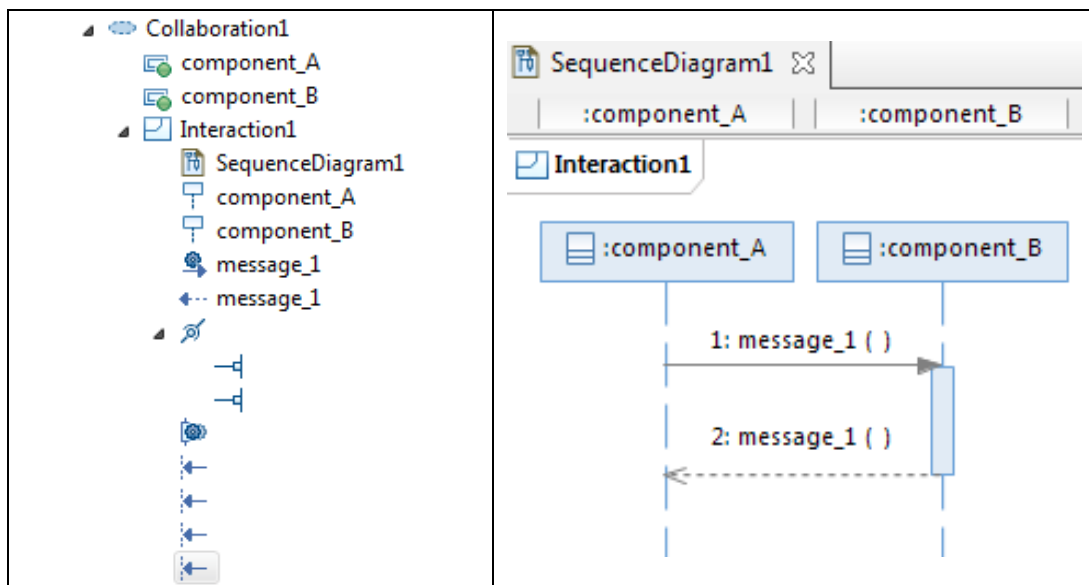 Collaboration1
component_A
component_B
Interaction1
SequenceDiagram1
component_A
component_B
message_1
message_1
SequenceDiagram1
:component_A :component_B
Interaction1
:component_A :component_B
1: message_1 ( )
2: message_1 ( )